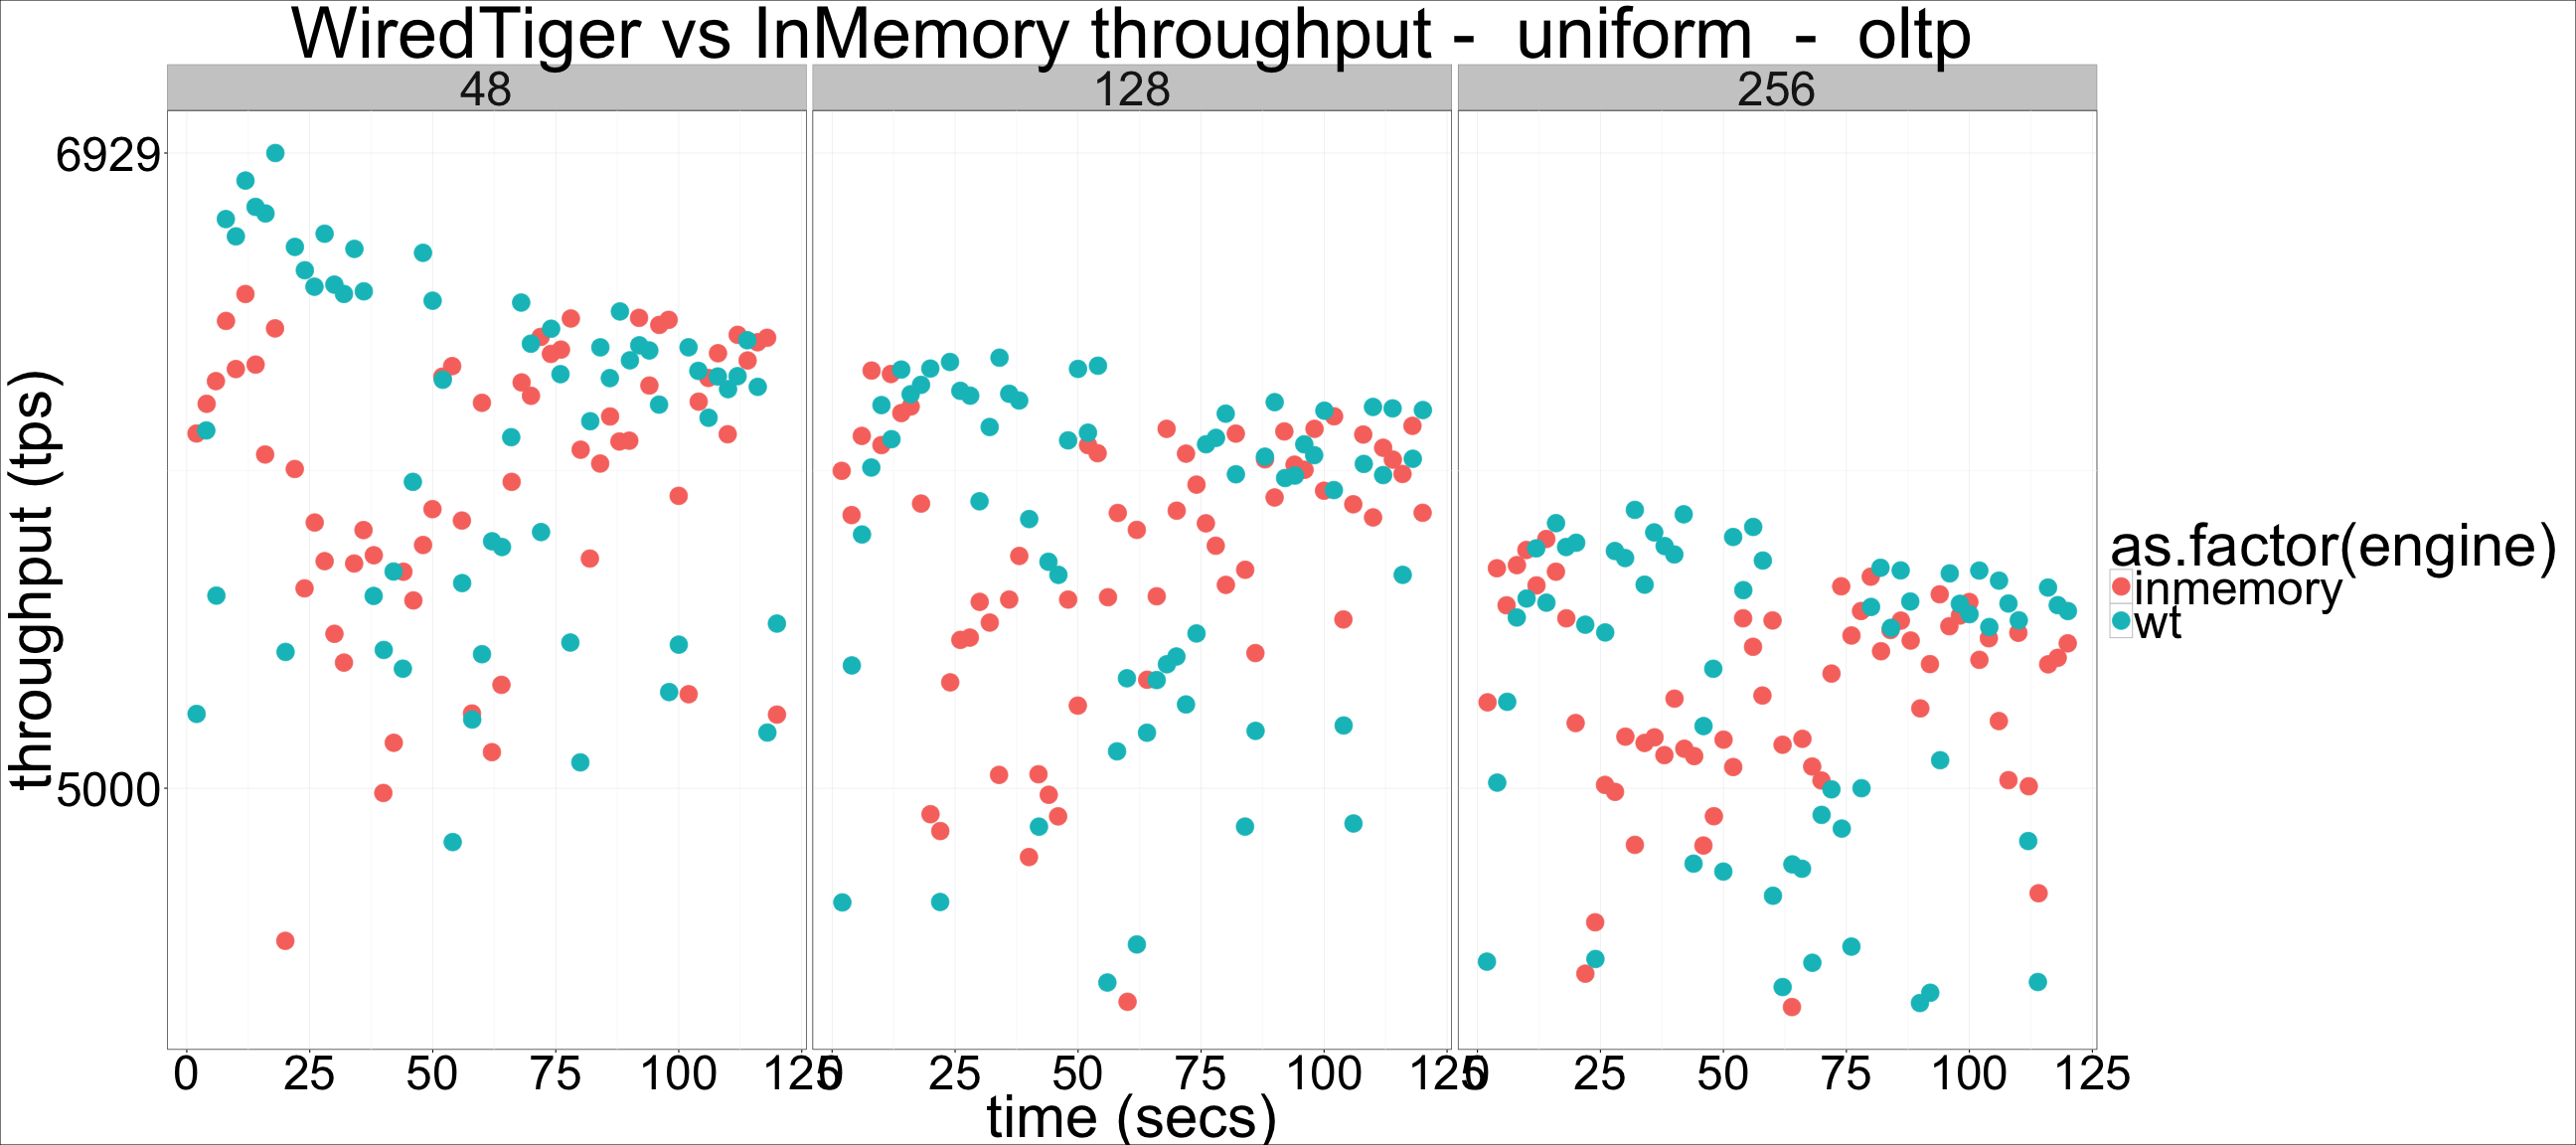 WiredTiger vs InMemory throughput - uniform - oltp
48 128 256
throughput (tps)
6929
5000
0 25 50 75 100 125 0 25 50 75 100 125 0 25 50 75 100 125
time (secs)
as.factor(engine)
inmemory
wt